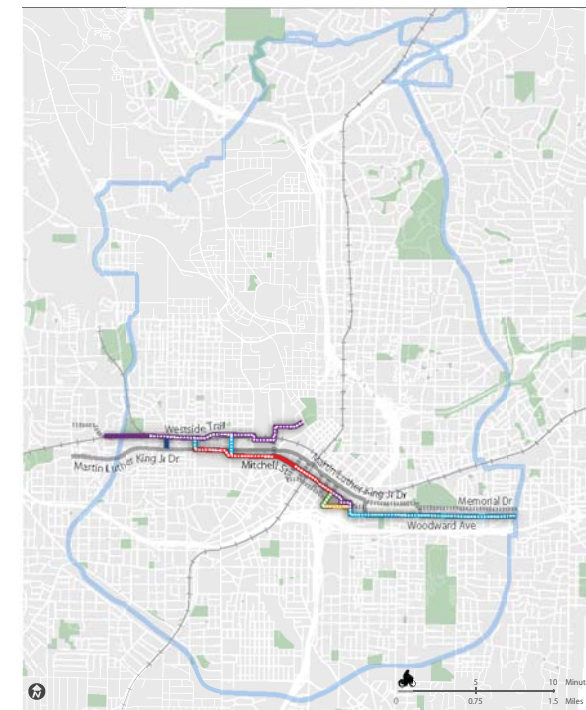 Westside Trail
Martin Luther King Jr Dr
Mitchell St
Martin Luther King Jr Dr
Memorial Dr
Woodward Ave
N
5
10 Minut
0
0.75
1.5 Miles